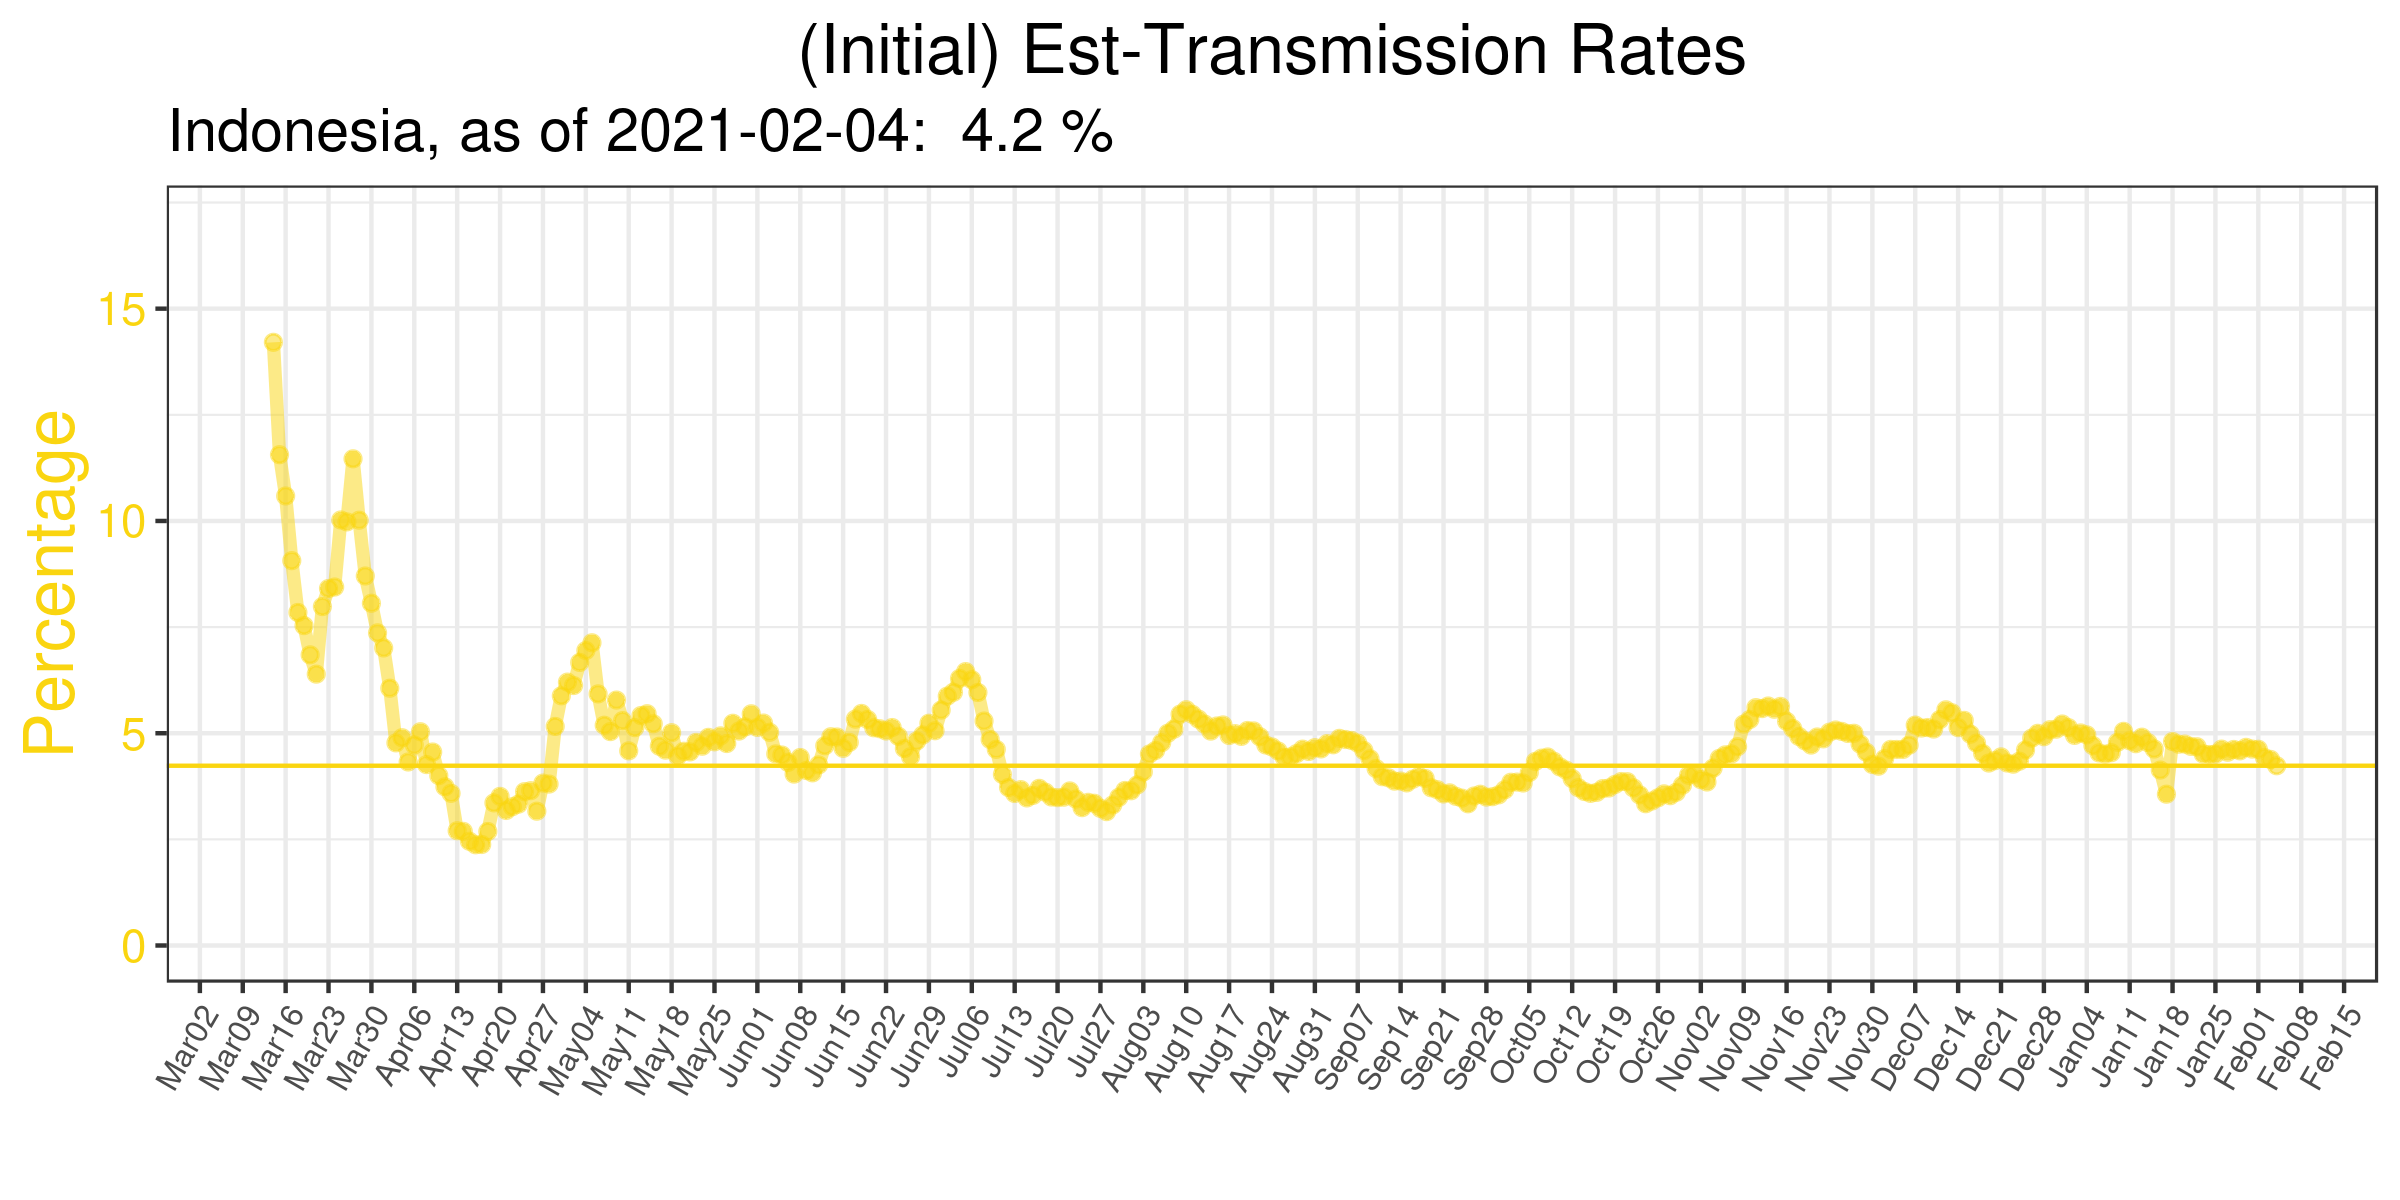 (Initial) Est-Transmission Rates
Indonesia, as of 2021-02-04:  4.2 %
Percentage
15
10
5
0
Mar02
Mar09
Mar16
Mar23
Mar30
Apr06
Apr13
Apr20
Apr27
May04
May11
May18
May25
Jun01
Jun08
Jun15
Jun22
Jun29
Jul06
Jul13
Jul20
Jul27
Aug03
Aug10
Aug17
Aug24
Aug31
Sep07
Sep14
Sep21
Sep28
Oct05
Oct12
Oct19
Oct26
Nov02
Nov09
Nov16
Nov23
Nov30
Dec07
Dec14
Dec21
Dec28
Jan04
Jan11
Jan18
Jan25
Feb01
Feb08
Feb15